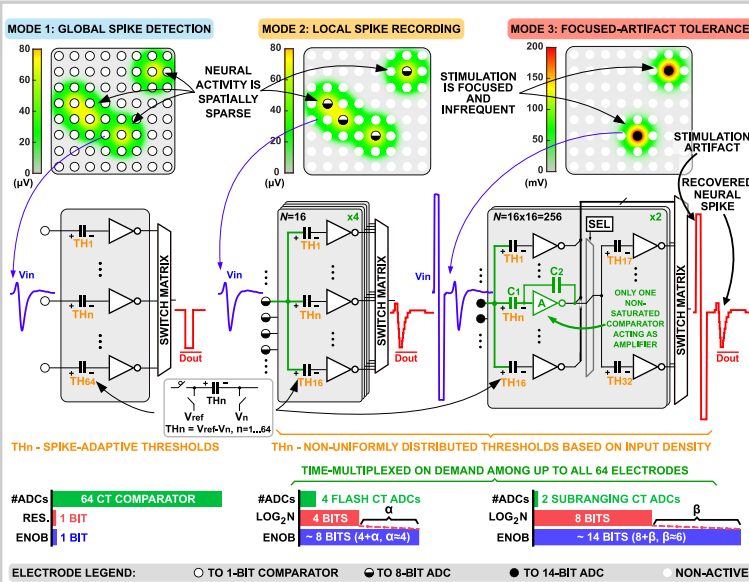 MODE 1: GLOBAL SPIKE DETECTION
MODE 2: LOCAL SPIKE RECORDING
MODE 3: FOCUSED-ARTIFACT TOLERANCE
80
60
40
20
0
(µV)
NEURAL
ACTIVITY IS
SPATIALLY
SPARSE
80
60
40
20
0
(µV)
STIMULATION
IS FOCUSED
AND
INFREQUENT
200
150
100
50
0
(mV)
STIMULATION
ARTIFACT
RECOVERED
NEURAL
SPIKE
Vin
TH1
THn
TH64
SWITCH MATRIX
Dout
N=16
x4
TH1
THn
TH16
SWITCH MATRIX
Dout
Vin
N=16x16=256
x2
SEL
TH1
TH17
C1
C2
THn
A
ONLY ONE
NON-
SATURATED
COMPARATOR
ACTING AS
AMPLIFIER
TH16
TH32
SWITCH MATRIX
Dout
THn
Vref
Vn
THn = Vref-Vn, n=1...64
THn - SPIKE-ADAPTIVE THRESHOLDS
THn - NON-UNIFORMLY DISTRIBUTED THRESHOLDS BASED ON INPUT DENSITY
TIME-MULTIPLEXED ON DEMAND AMONG UP TO ALL 64 ELECTRODES
#ADCs
64 CT COMPARATOR
RES.
1 BIT
ENOB
1 BIT
#ADCs
4 FLASH CT ADCs
LOG2N
4 BITS
α
ENOB
~ 8 BITS (4+α, α≈4)
#ADCs
2 SUBRANGING CT ADCs
LOG2N
8 BITS
β
ENOB
~ 14 BITS (8+β, β≈6)
ELECTRODE LEGEND:
TO 1-BIT COMPARATOR
TO 8-BIT ADC
TO 14-BIT ADC
NON-ACTIVE